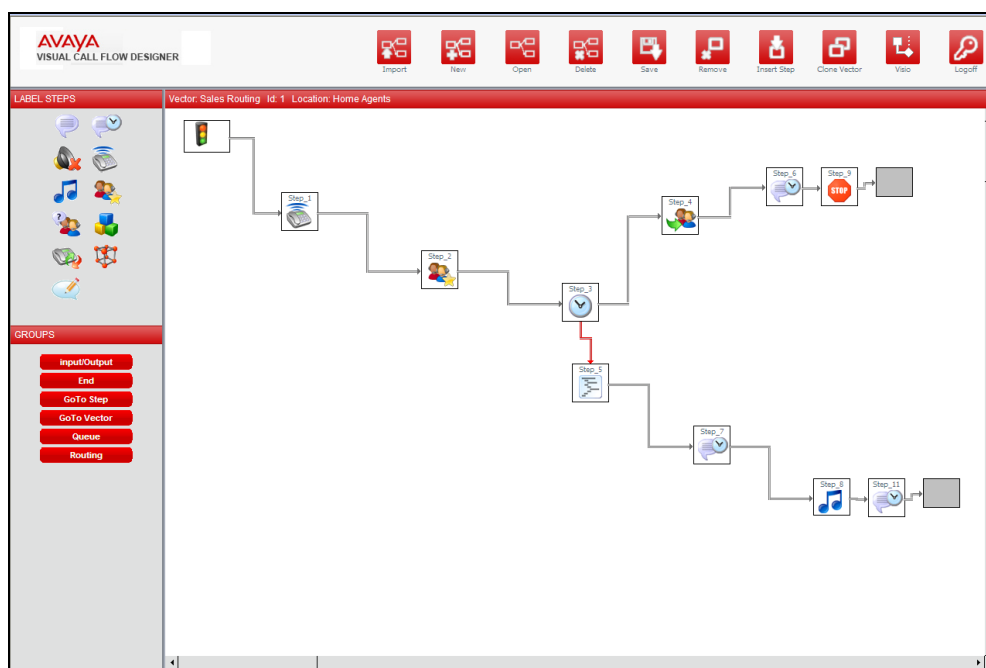 AVAYA
VISUAL CALL FLOW DESIGNER
Import
New
Open
Delete
Save
Remove
Insert Step
Clone Vector
Visio
Logoff
LABEL STEPS
Vector: Sales Routing Id: 1 Location: Home Agents
Step_6
Step_9
STOP
Step_1
Step_4
Step_2
Step_3
GROUPS
Input/Output
End
GoTo Step
GoTo Vector
Queue
Routing
Step_5
Step_7
Step_8
Step_11